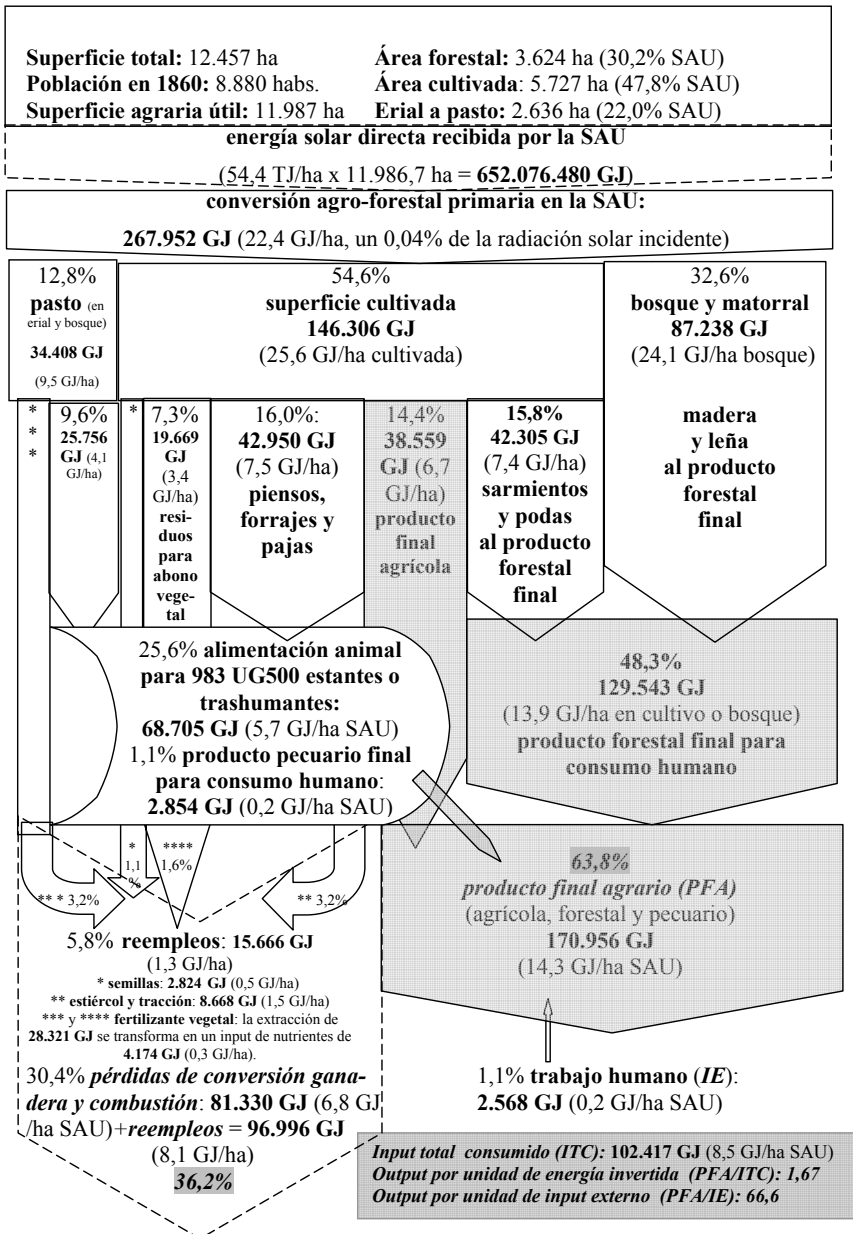 Superficie total: 12.457 ha
Población en 1860: 8.880 habs.
Superficie agraria útil: 11.987 ha
Área forestal: 3.624 ha (30,2% SAU)
Área cultivada: 5.727 ha (47,8% SAU)
Erial a pasto: 2.636 ha (22,0% SAU)
energía solar directa recibida por la SAU
(54,4 TJ/ha x 11.986,7 ha = 652.076.480 GJ)
conversión agro-forestal primaria en la SAU:
267.952 GJ (22,4 GJ/ha, un 0,04% de la radiación solar incidente)
12,8%
pasto (en
erial y bosque)
34.408 GJ
(9,5 GJ/ha)
54,6%
superficie cultivada
146.306 GJ
(25,6 GJ/ha cultivada)
32,6%
bosque y matorral
87.238 GJ
(24,1 GJ/ha bosque)
*
*
*
9,6%
25.756
GJ (4,1
GJ/ha)
*
7,3%
19.669
GJ
(3,4
GJ/ha)
resi-
duos
para
abono
vege-
tal
16,0%:
42.950 GJ
(7,5 GJ/ha)
piensos,
forrajes y
pajas
14,4%
38.559
GJ (6,7
GJ/ha)
producto
final
agrícola
15,8%
42.305 GJ
(7,4 GJ/ha)
sarmientos
y podas
al producto
forestal
final
madera
y leña
al producto
forestal
final
25,6% alimentación animal
para 983 UG500 estantes o
trashumantes:
68.705 GJ (5,7 GJ/ha SAU)
1,1% producto pecuario final
para consumo humano:
2.854 GJ (0,2 GJ/ha SAU)
48,3%
129.543 GJ
(13,9 GJ/ha en cultivo o bosque)
producto forestal final para
consumo humano
*
1,1
%
****
1,6%
** * 3,2%
** 3,2%
63,8%
producto final agrario (PFA)
(agrícola, forestal y pecuario)
170.956 GJ
(14,3 GJ/ha SAU)
5,8% reempleos: 15.666 GJ
(1,3 GJ/ha)
* semillas: 2.824 GJ (0,5 GJ/ha)
** estiércol y tracción: 8.668 GJ (1,5 GJ/ha)
*** y **** fertilizante vegetal: la extracción de
28.321 GJ se transforma en un input de nutrientes de
4.174 GJ (0,3 GJ/ha).
30,4% pérdidas de conversión gana-
dera y combustión: 81.330 GJ (6,8 GJ
/ha SAU)+reempleos = 96.996 GJ
(8,1 GJ/ha)
36,2%
1,1% trabajo humano (IE):
2.568 GJ (0,2 GJ/ha SAU)
Input total consumido (ITC): 102.417 GJ (8,5 GJ/ha SAU)
Output por unidad de energía invertida (PFA/ITC): 1,67
Output por unidad de input externo (PFA/IE): 66,6